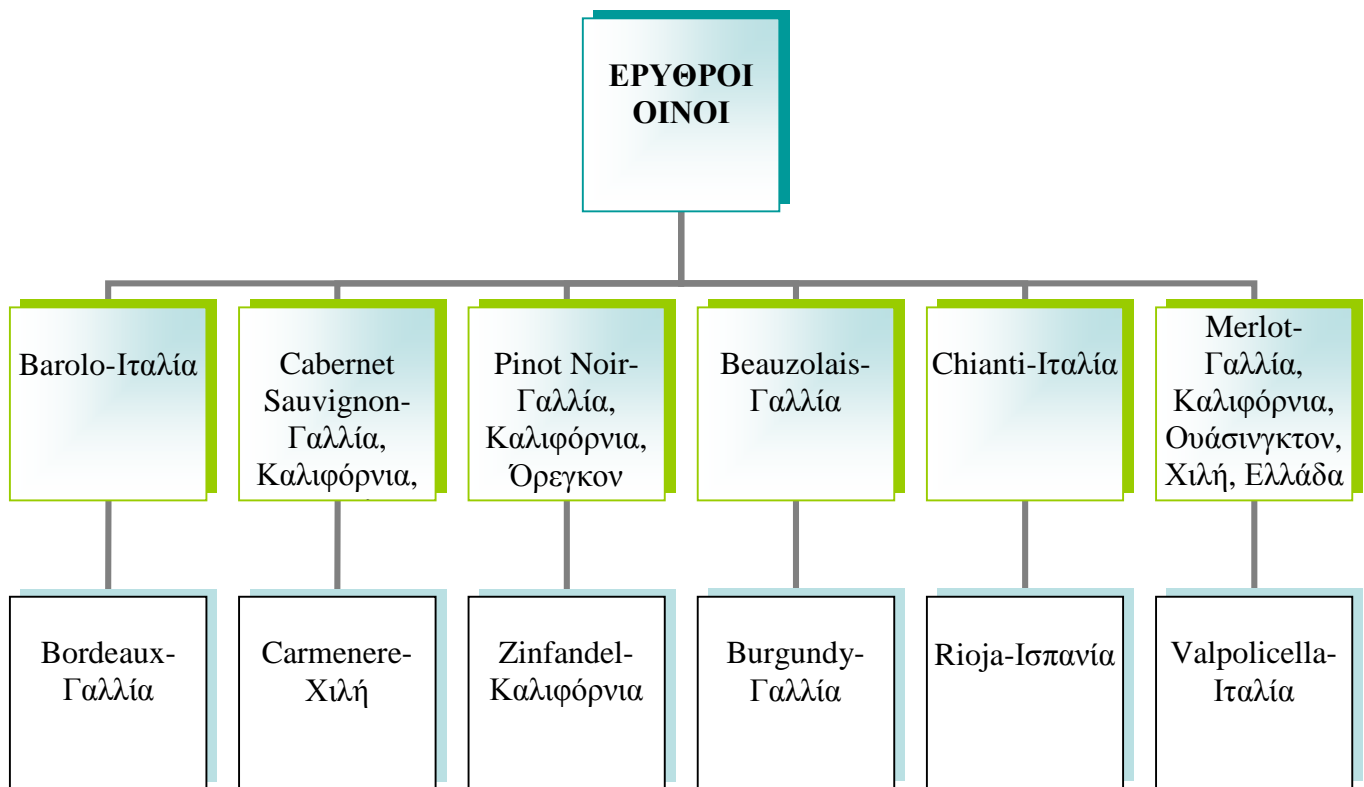 ΕΡΥΘΡΟΙ
ΟΙΝΟΙ
Barolo-Ιταλία
Cabernet
Sauvignon-
Γαλλία,
Καλιφόρνια,
Pinot Noir-
Γαλλία,
Καλιφόρνια,
Όρεγκον
Beauzolais-
Γαλλία
Chianti-Ιταλία
Merlot-
Γαλλία,
Καλιφόρνια,
Ουάσινγκτον,
Χιλή, Ελλάδα
Bordeaux-
Γαλλία
Carmenere-
Χιλή
Zinfandel-
Καλιφόρνια
Burgundy-
Γαλλία
Rioja-Ισπανία
Valpolicella-
Ιταλία